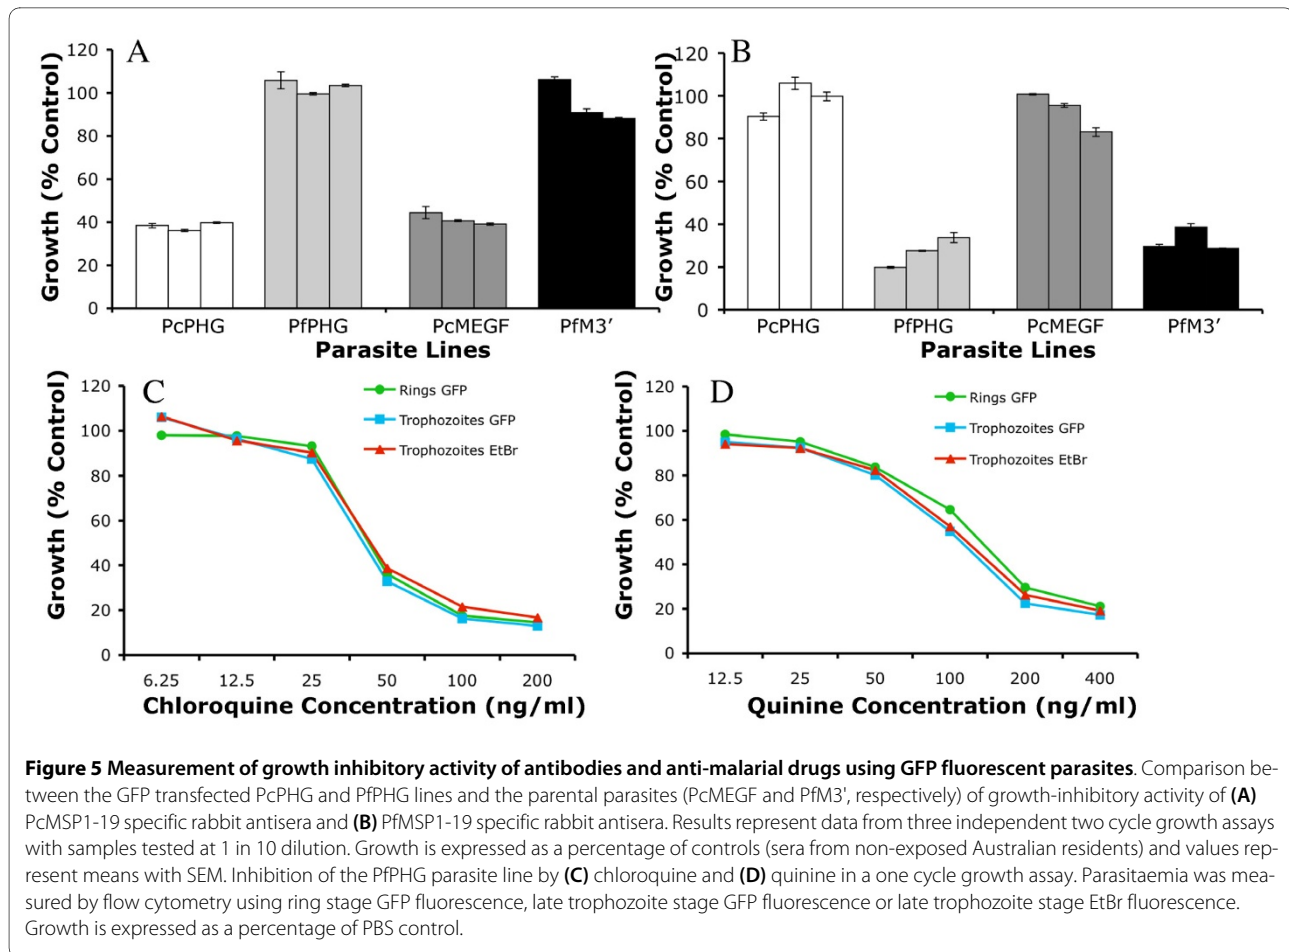 A
Growth (% Control)
120
100
80
60
40
20
0
PcPHG PfPHG PcMEGF PfM3′
Parasite Lines
B
Growth (% Control)
120
100
80
60
40
20
0
PcPHG PfPHG PcMEGF PfM3′
Parasite Lines
C
Growth (% Control)
120
100
80
60
40
20
0
Rings GFP
Trophozoites GFP
Trophozoites EtBr
6.25 12.5 25 50 100 200
Chloroquine Concentration (ng/ml)
D
Growth (% Control)
120
100
80
60
40
20
0
Rings GFP
Trophozoites GFP
Trophozoites EtBr
12.5 25 50 100 200 400
Quinine Concentration (ng/ml)
Figure 5 Measurement of growth inhibitory activity of antibodies and anti-malarial drugs using GFP fluorescent parasites. Comparison be-
tween the GFP transfected PcPHG and PfPHG lines and the parental parasites (PcMEGF and PfM3', respectively) of growth-inhibitory activity of (A)
PcMSP1-19 specific rabbit antisera and (B) PfMSP1-19 specific rabbit antisera. Results represent data from three independent two cycle growth assays
with samples tested at 1 in 10 dilution. Growth is expressed as a percentage of controls (sera from non-exposed Australian residents) and values rep-
resent means with SEM. Inhibition of the PfPHG parasite line by (C) chloroquine and (D) quinine in a one cycle growth assay. Parasitaemia was mea-
sured by flow cytometry using ring stage GFP fluorescence, late trophozoite stage GFP fluorescence or late trophozoite stage EtBr fluorescence.
Growth is expressed as a percentage of PBS control.